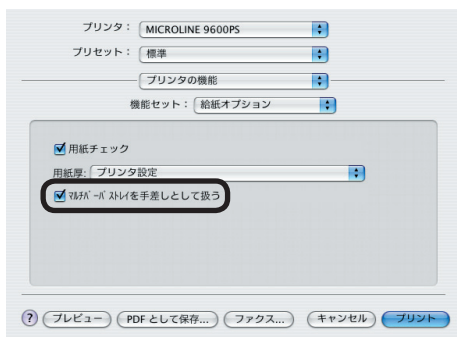 プリンタ： MICROLINE 9600PS
プリセット： 標準
プリンタの機能
機能セット： 給紙オプション
用紙チェック
用紙厚: プリンタ設定
ﾏﾙﾁﾊﾟｰﾊﾟｽﾄﾚｲを手差しとして扱う
? プレビュー PDF として保存... ファクス... キャンセル プリント